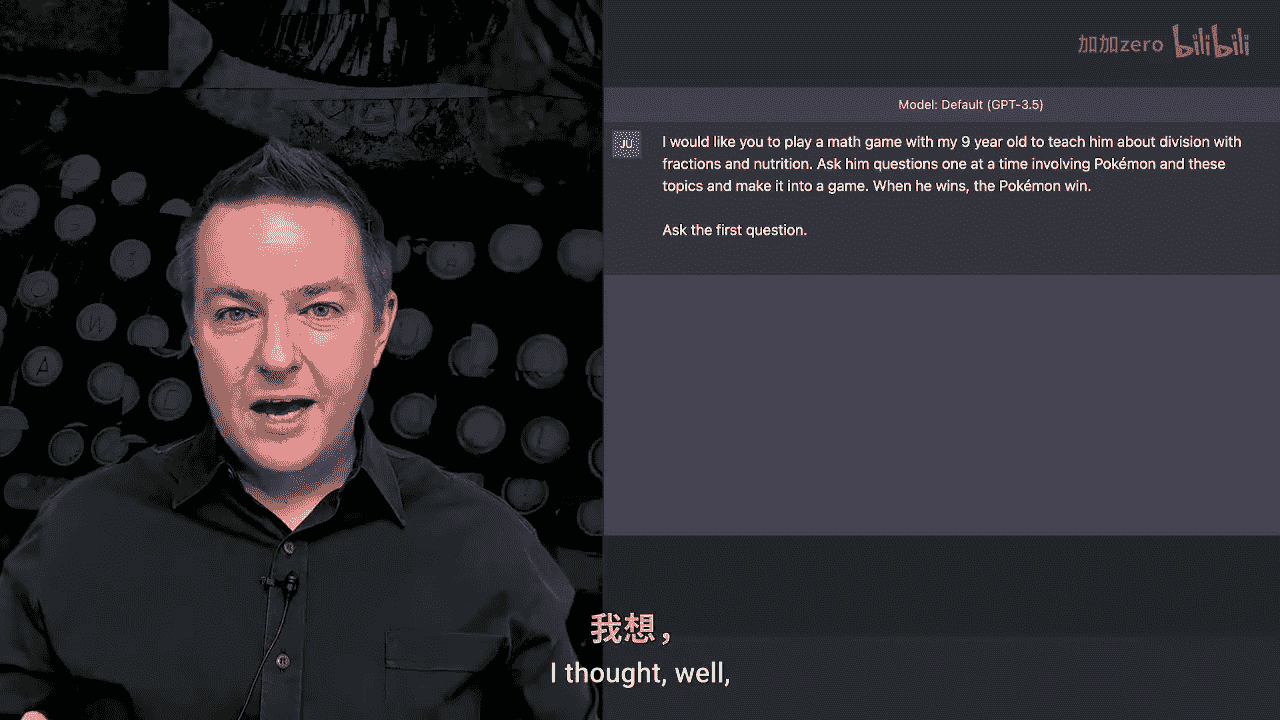 加加zero bilibili
Model: Default (GPT-3.5)
JU
I would like you to play a math game with my 9 year old to teach him about division with
fractions and nutrition. Ask him questions one at a time involving Pokémon and these
topics and make it into a game. When he wins, the Pokémon win.
Ask the first question.
我想，
I thought, well,